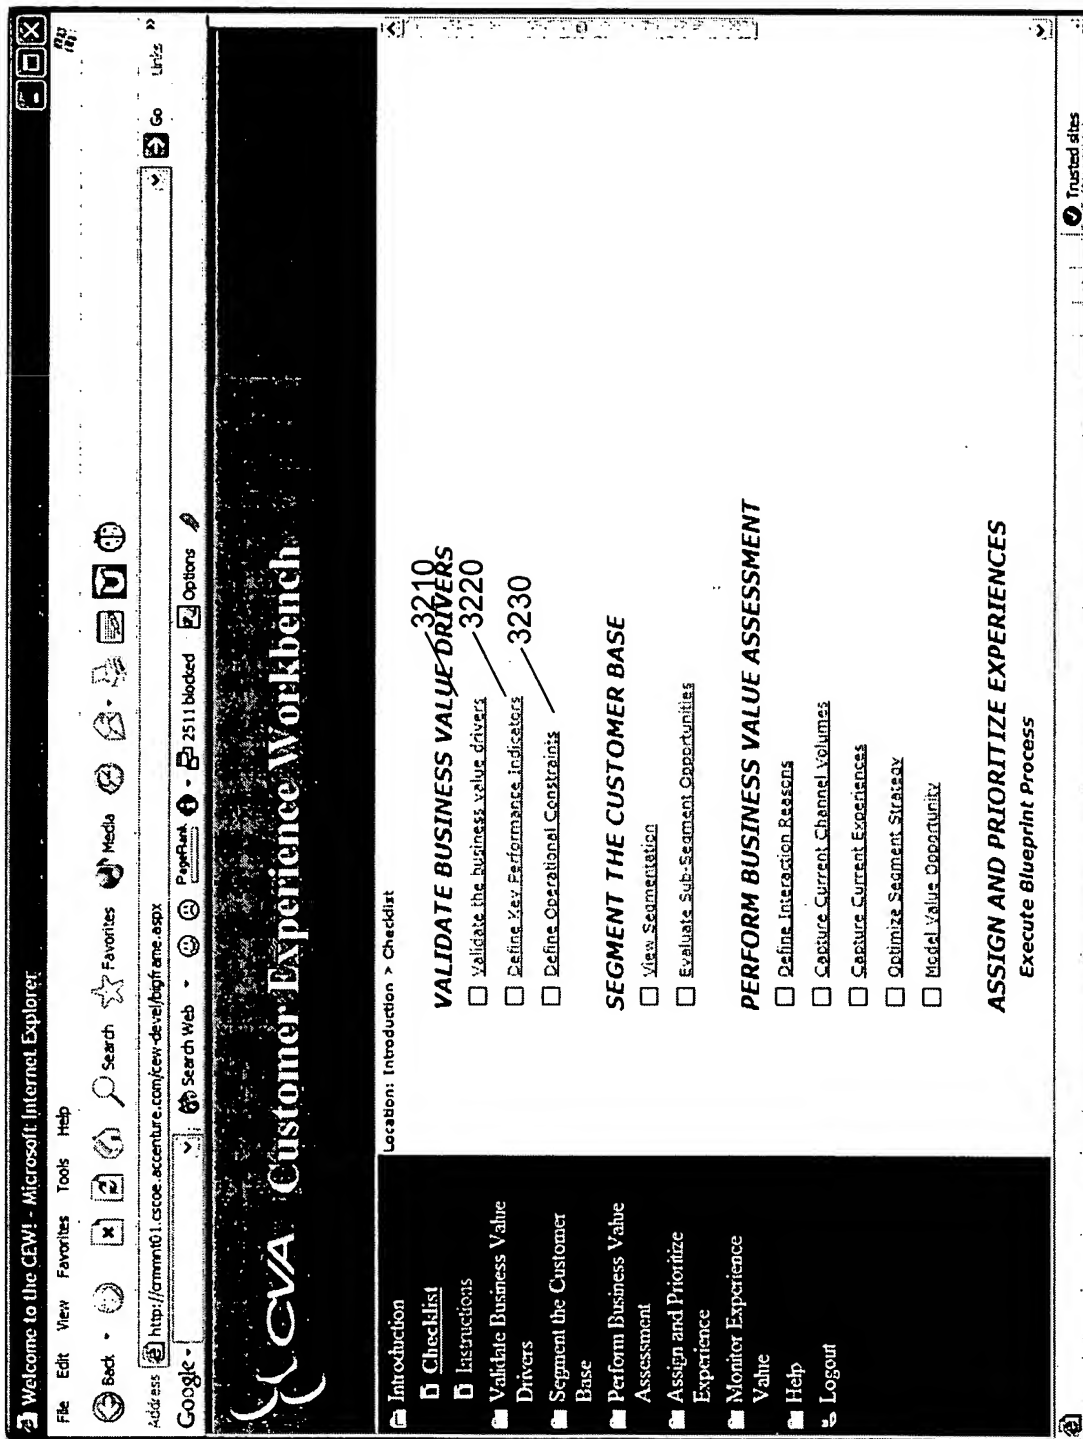 Welcome to the CEW! - Microsoft Internet Explorer
File Edit View Favorites Tools Help
Back Search Favorites Media
Address http://crmmnt01.cscoe.accenture.com/cew-devel/bigframe.aspx Go Links »
Google Search Web PageRank 2511 blocked Options
CVA Customer Experience Workbench
Introduction
Checklist
Instructions
Validate Business Value
Drivers
Segment the Customer
Base
Perform Business Value
Assessment
Assign and Prioritize
Experience
Monitor Experience
Value
Help
Logout
Location: Introduction > Checklist
VALIDATE BUSINESS VALUE DRIVERS
3210
Validate the business value drivers
3220
Define Key Performance Indicators
3230
Define Operational Constraints
SEGMENT THE CUSTOMER BASE
View Segmentation
Evaluate Sub-Segment Opportunities
PERFORM BUSINESS VALUE ASSESSMENT
Define Interaction Reasons
Capture Current Channel Volumes
Capture Current Experiences
Optimize Segment Strategy
Model Value Opportunity
ASSIGN AND PRIORITIZE EXPERIENCES
Execute Blueprint Process
Trusted sites